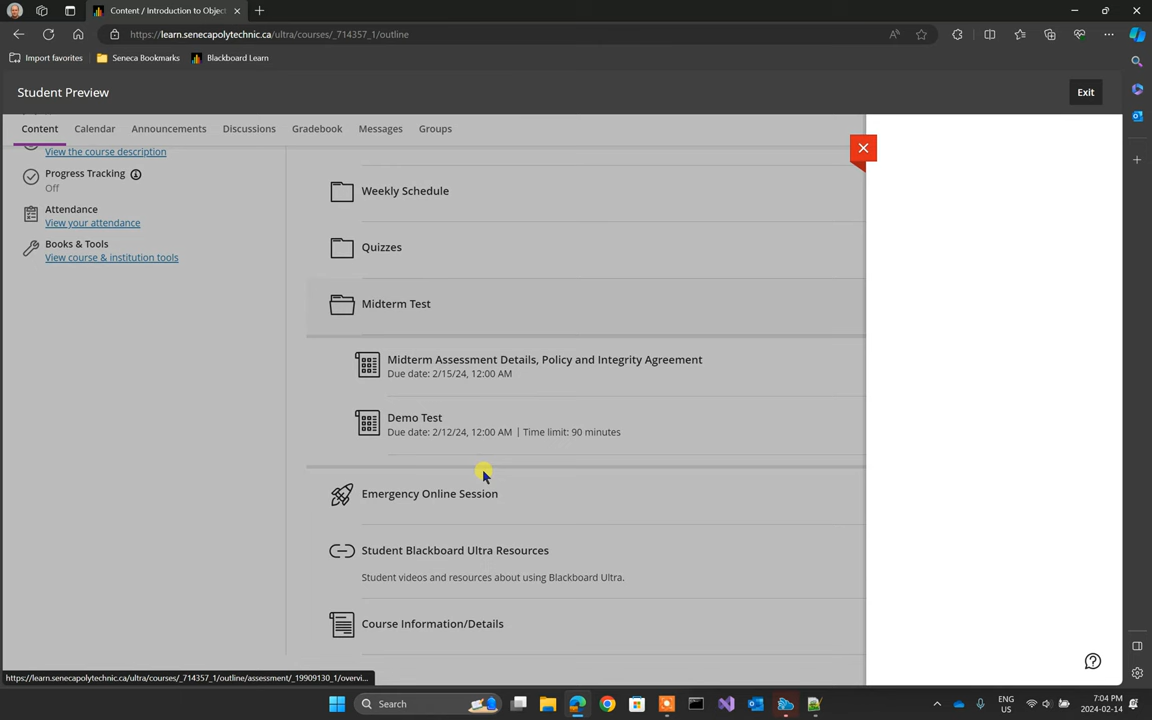 Content / Introduction to Objec
https://learn.senecapolytechnic.ca/ultra/courses/_714357_1/outline
Import favorites
Seneca Bookmarks
Blackboard Learn
Student Preview
Exit
Content
Calendar
Announcements
Discussions
Gradebook
Messages
Groups
View the course description
Progress Tracking
Off
Attendance
View your attendance
Books & Tools
View course & institution tools
Weekly Schedule
Quizzes
Midterm Test
Midterm Assessment Details, Policy and Integrity Agreement
Due date: 2/15/24, 12:00 AM
Demo Test
Due date: 2/12/24, 12:00 AM | Time limit: 90 minutes
Emergency Online Session
Student Blackboard Ultra Resources
Student videos and resources about using Blackboard Ultra.
Course Information/Details
https://learn.senecapolytechnic.ca/ultra/courses/_714357_1/outline/assessment/_19909130_1/overvi...
Search
ENG
US
7:04 PM
2024-02-14